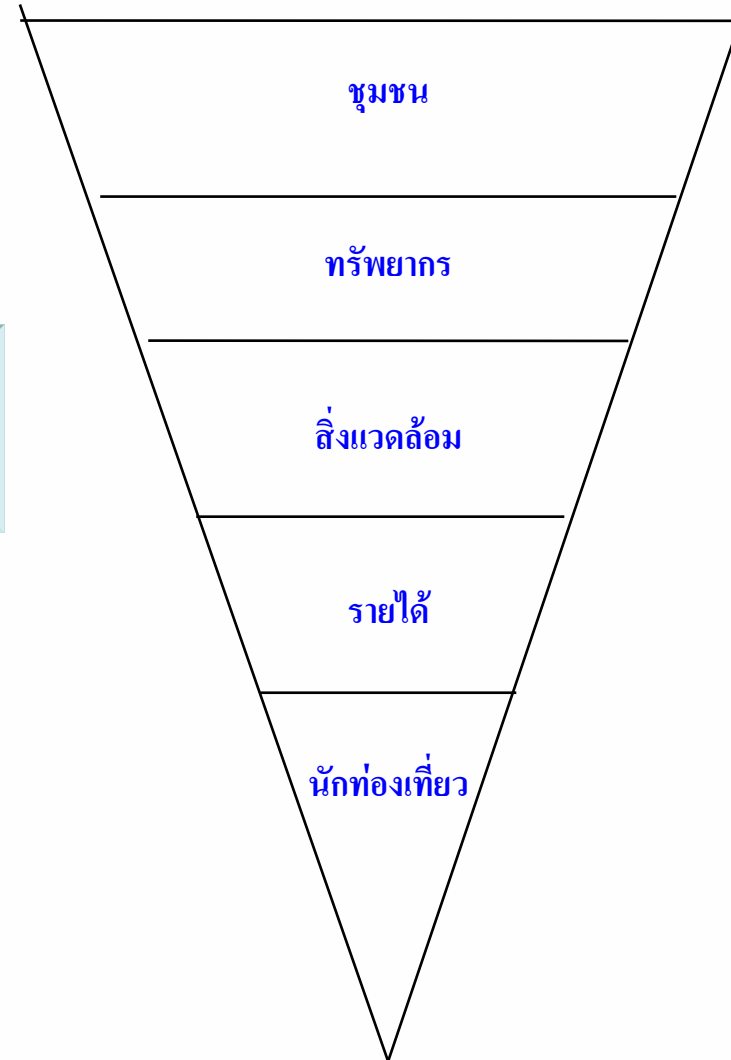 ชุมชน
ทรัพยากร
สิ่งแวดล้อม
รายได้
นักท่องเที่ยว